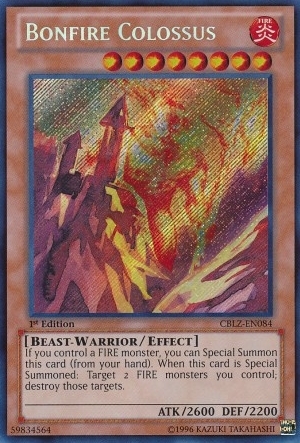 BONFIRE COLOSSUS
FIRE
炎
1st Edition
CBLZ-EN084
[BEAST-WARRIOR/EFFECT]
If you control a FIRE monster, you can Special Summon
this card (from your hand). When this card is Special
Summoned: Target 2 FIRE monsters you control;
destroy those targets.
ATK/2600 DEF/2200
59834564
©1996 KAZUKI TAKAHASHI